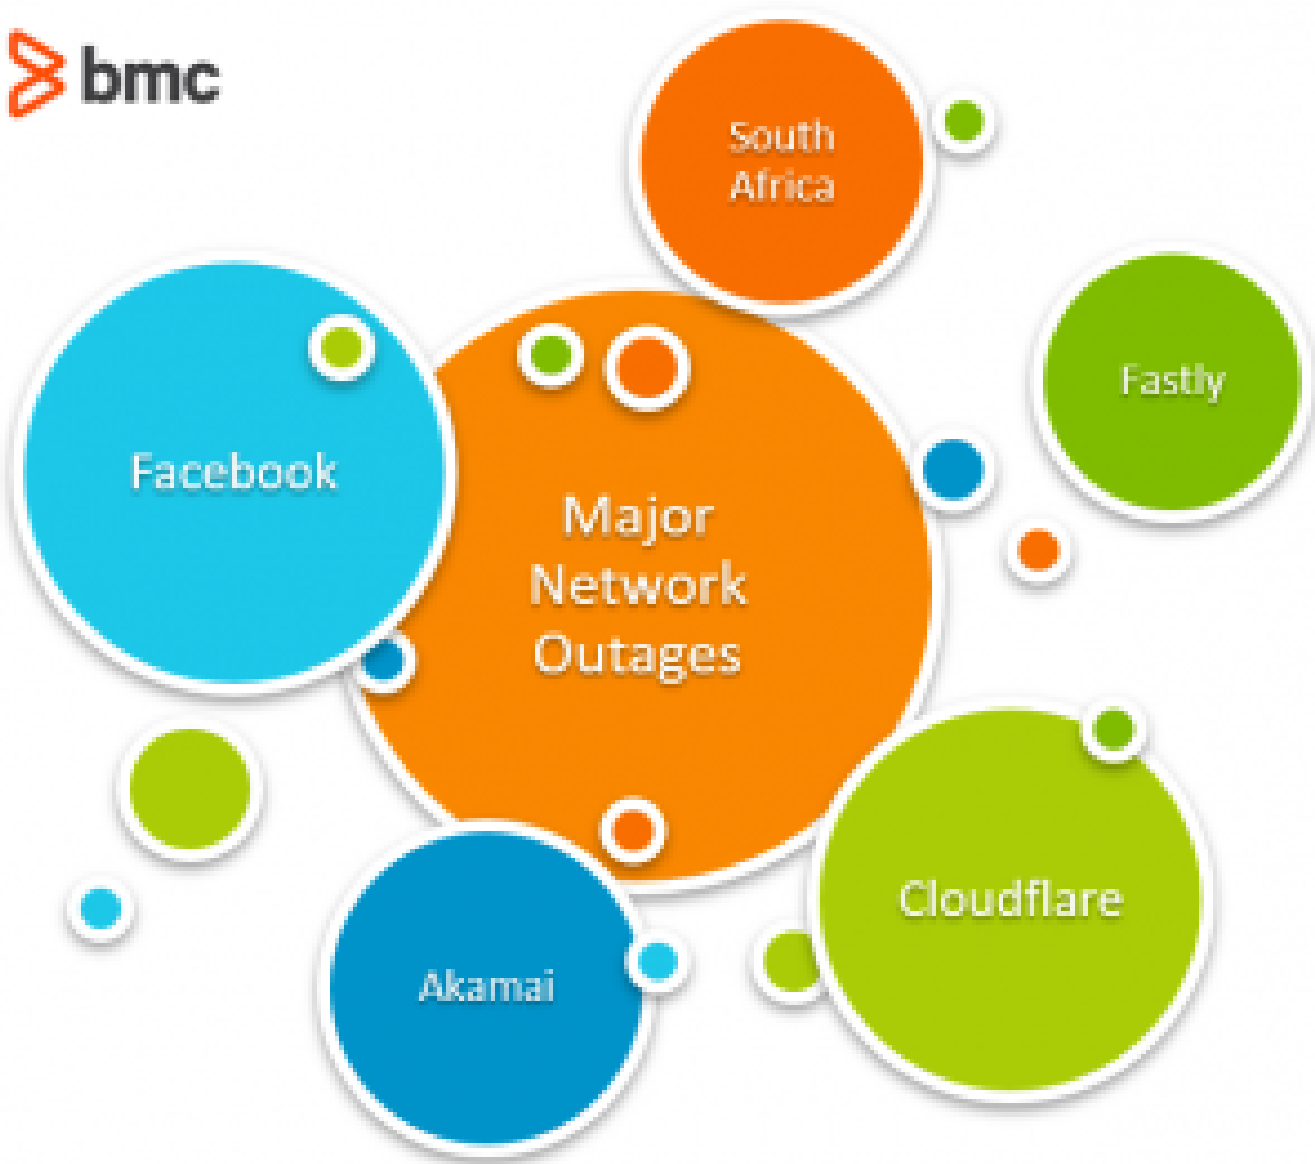 bmc
South
Africa
Fastly
Facebook
Major
Network
Outages
Cloudflare
Akamai